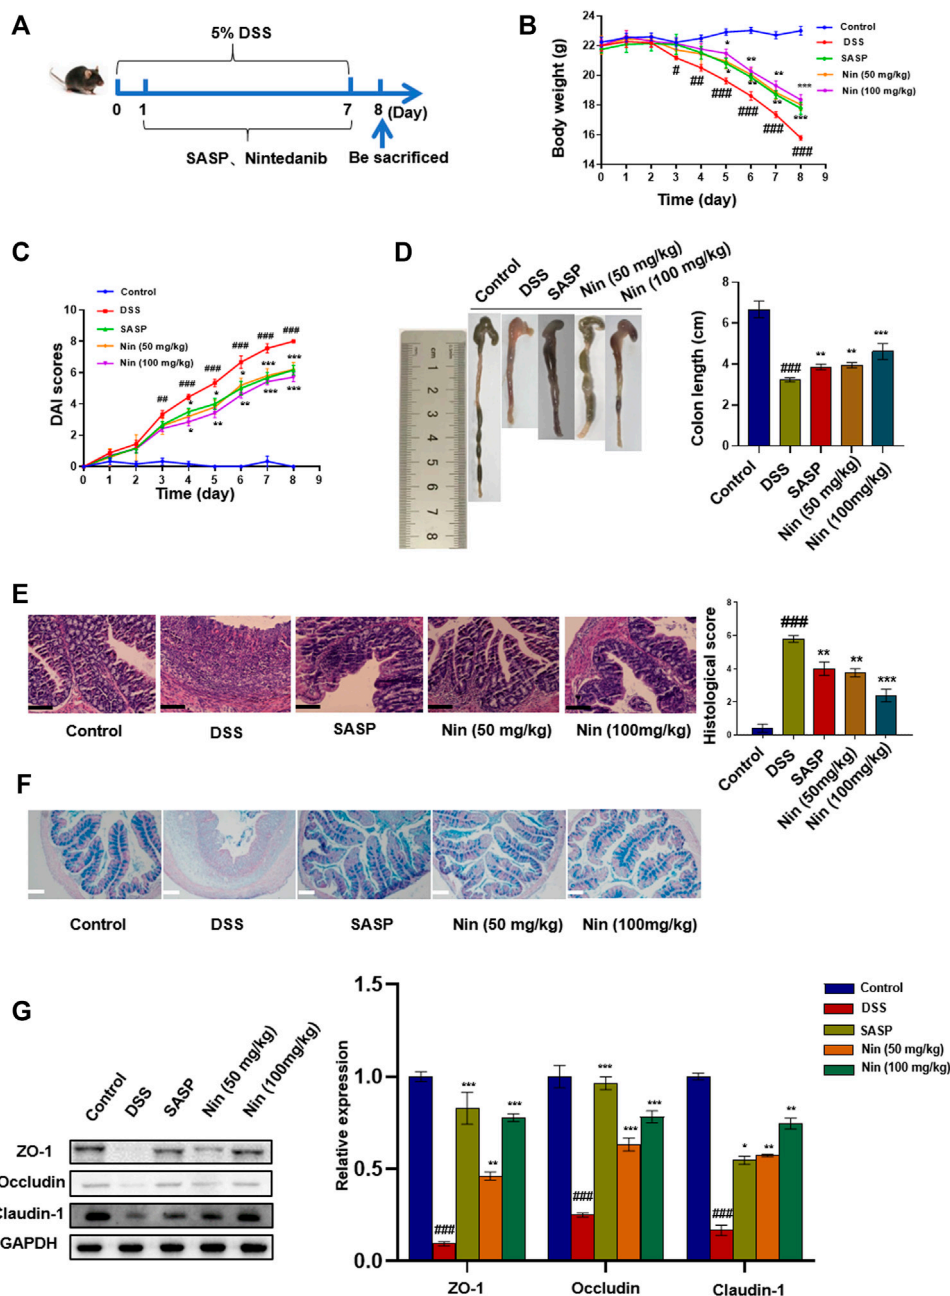 A
5% DSS
0 1 7 8 (Day)
SASP、Nintedanib
Be sacrificed
B
Body weight (g)
24
22
20
18
16
14
0 1 2 3 4 5 6 7 8 9
Time (day)
Control
DSS
SASP
Nin (50 mg/kg)
Nin (100 mg/kg)
* ** ** ***
* ** ** ***
# ## ### ### ### ###
C
DAI scores
10
8
6
4
2
0
0 1 2 3 4 5 6 7 8 9
Time (day)
Control
DSS
SASP
Nin (50 mg/kg)
Nin (100 mg/kg)
## ### ### ### ### ###
* * * *** ***
* ** ** *** ***
D
Control
DSS
SASP
Nin (50 mg/kg)
Nin (100 mg/kg)
cm
1
2
3
4
5
6
7
8
Colon length (cm)
8
6
4
2
0
### ** ** ***
Control
DSS
SASP
Nin (50 mg/kg)
Nin (100mg/kg)
E
Control
DSS
SASP
Nin (50 mg/kg)
Nin (100mg/kg)
Histological score
8
6
4
2
0
### ** ** ***
Control
DSS
SASP
Nin (50mg/kg)
Nin (100mg/kg)
F
Control
DSS
SASP
Nin (50 mg/kg)
Nin (100mg/kg)
G
Control
DSS
SASP
Nin (50 mg/kg)
Nin (100mg/kg)
ZO-1
Occludin
Claudin-1
GAPDH
Relative expression
1.5
1.0
0.5
0.0
### *** ** ***
### *** *** ***
### * ** **
ZO-1
Occludin
Claudin-1
Control
DSS
SASP
Nin (50 mg/kg)
Nin (100 mg/kg)